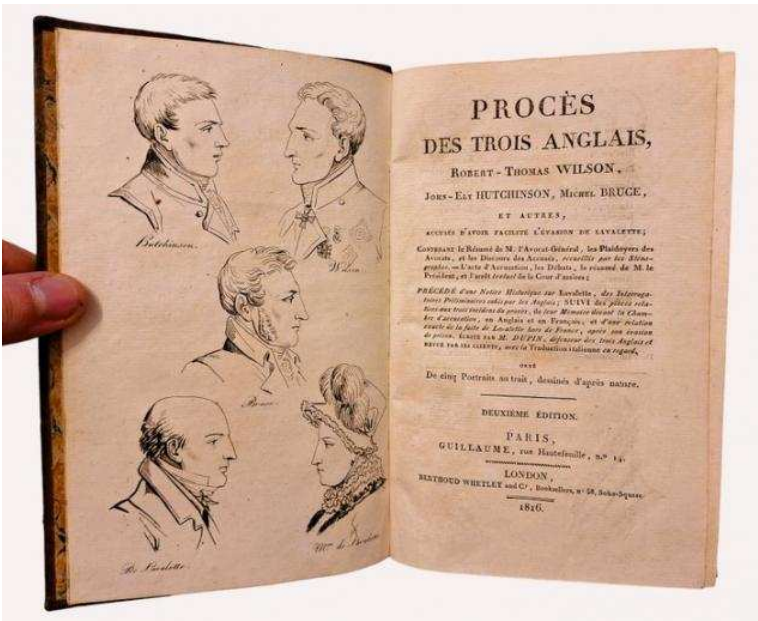 Hutchinson.
Wilson
Bruce.
De Lavalette.
Mme de Lavalette
PROCÈS
DES TROIS ANGLAIS,
ROBERT-THOMAS WILSON,
JOHN-ELY HUTCHINSON, MICHEL BRUCE,
ET AUTRES,
ACCUSÉS D'AVOIR FACILITÉ L'ÉVASION DE LAVALETTE;
CONTENANT le Résumé de M. l'Avocat-Général, les Plaidoyers des
Avocats, et les Discours des Accusés, recueillis par les Sténo-
graphes. — L'acte d'Accusation, les Débats, le résumé de M. le
Président, et l'arrêt textuel de la Cour d'assises;
PRÉCÉDÉ d'une Notice Historique sur Lavalette, des Interroga-
toires Préliminaires subis par les Anglais; SUIVI des pièces rela-
tives aux trois incidens du procès, de leur Mémoire devant la Cham-
bre d'accusation, en Anglais et en Français, et d'une relation
exacte de la fuite de Lavalette hors de France, après son évasion
de prison, ÉCRITE PAR M. DUPIN, défenseur des trois Anglais et
REVUE PAR SES CLIENTS, avec la Traduction italienne en regard,
ORNÉ
De cinq Portraits au trait, dessinés d'après nature.
DEUXIÈME ÉDITION.
PARIS,
GUILLAUME, rue Hautefeuille, n.º 14.
LONDON,
BERTHOUD WHETLEY and Cº, Booksellers, nº 58, Soho-Square.
1816.